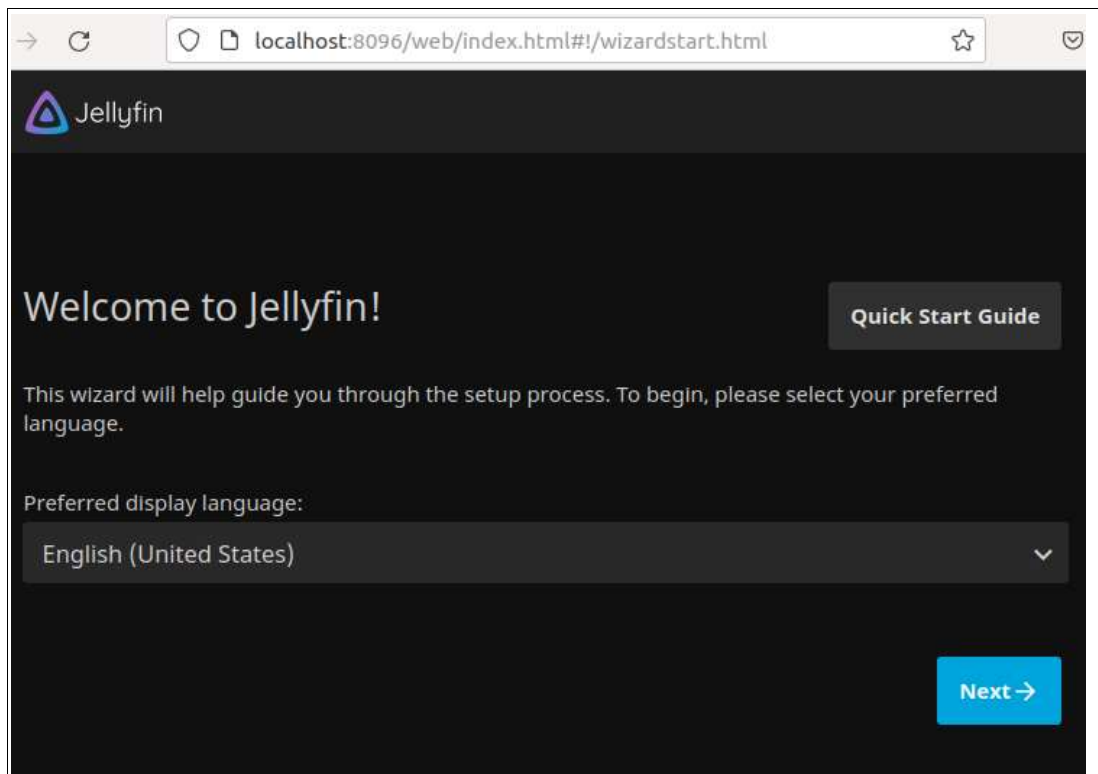 localhost:8096/web/index.html#!/wizardstart.html
Jellyfin
Welcome to Jellyfin!
Quick Start Guide
This wizard will help guide you through the setup process. To begin, please select your preferred
language.
Preferred display language:
English (United States)
Next